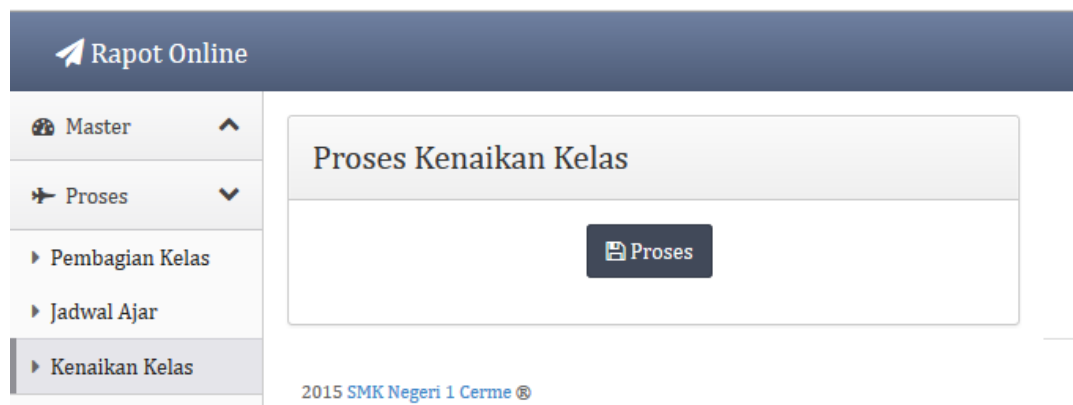 Rapot Online
Master
Proses
Pembagian Kelas
Jadwal Ajar
Kenaikan Kelas
Proses Kenaikan Kelas
Proses
2015 SMK Negeri 1 Cerme ®